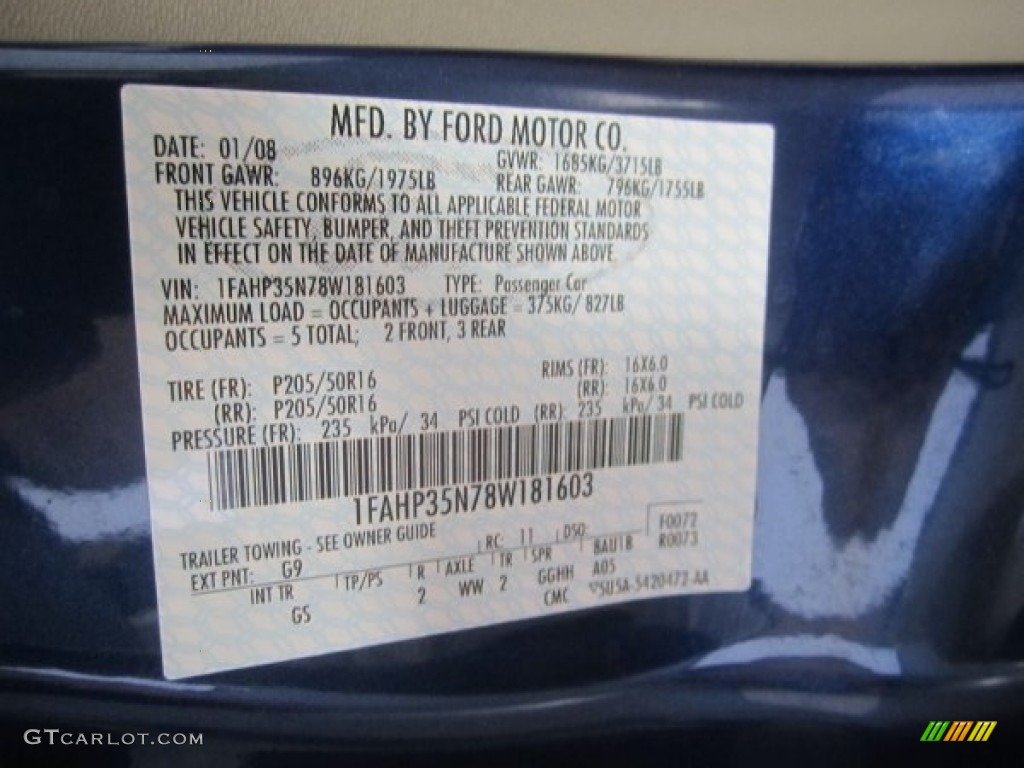 MFD. BY FORD MOTOR CO.
DATE: 01/08 GVWR: 1685KG/3715LB
FRONT GAWR: 896KG/1975LB REAR GAWR: 796KG/1755LB
THIS VEHICLE CONFORMS TO ALL APPLICABLE FEDERAL MOTOR
VEHICLE SAFETY, BUMPER, AND THEFT PREVENTION STANDARDS
IN EFFECT ON THE DATE OF MANUFACTURE SHOWN ABOVE.
VIN: 1FAHP35N78W181603 TYPE: Passenger Car
MAXIMUM LOAD = OCCUPANTS + LUGGAGE = 375KG/ 827LB
OCCUPANTS = 5 TOTAL; 2 FRONT, 3 REAR
TIRE (FR): P205/50R16 RIMS (FR): 16X6.0
(RR): P205/50R16 (RR): 16X6.0
PRESSURE (FR): 235 kPa/ 34 PSI COLD (RR): 235 kPa/ 34 PSI COLD
1FAHP35N78W181603
TRAILER TOWING - SEE OWNER GUIDE F0072
EXT PNT: G9 RC: 11 DSO: R0073
INT TR TP/PS R AXLE TR SPR 8AU1B
GS 2 WW 2 GGHH A05
CMC
GTCARLOT.COM